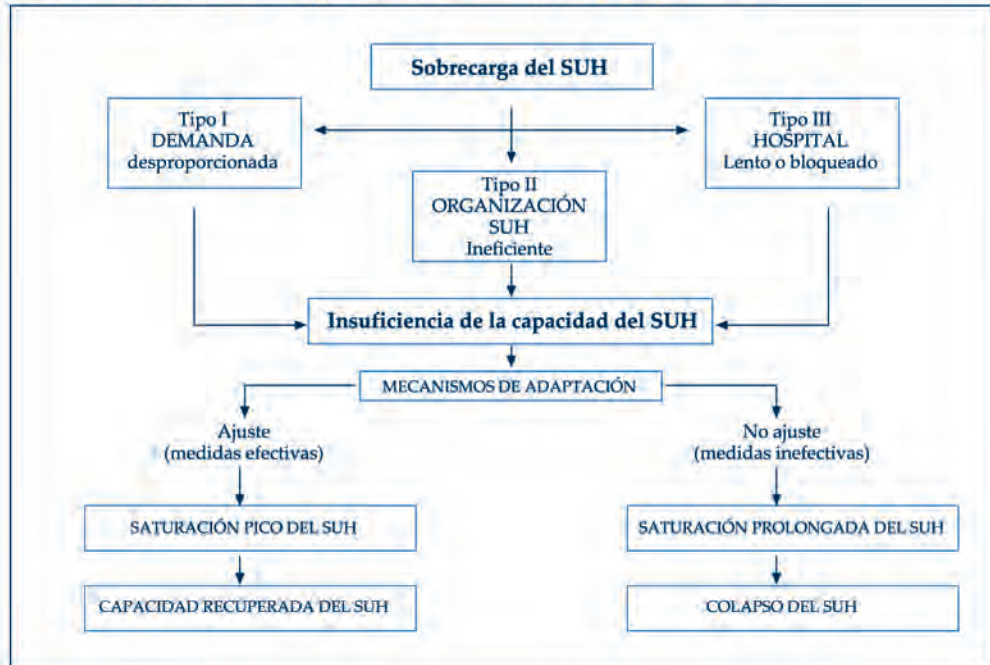 Sobrecarga del SUH
Tipo I
DEMANDA
desproporcionada
Tipo II
ORGANIZACIÓN
SUH
Ineficiente
Tipo III
HOSPITAL
Lento o bloqueado
Insuficiencia de la capacidad del SUH
MECANISMOS DE ADAPTACIÓN
Ajuste
(medidas efectivas)
No ajuste
(medidas inefectivas)
SATURACIÓN PICO DEL SUH
SATURACIÓN PROLONGADA DEL SUH
CAPACIDAD RECUPERADA DEL SUH
COLAPSO DEL SUH